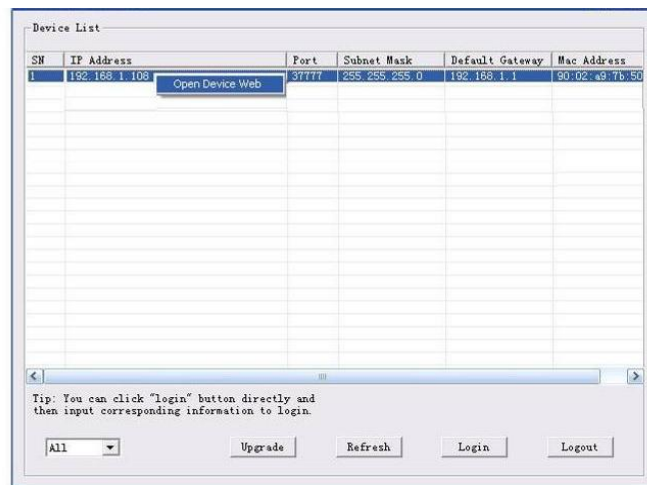 Device List
SN IP Address Port Subnet Mask Default Gateway Mac Address
1 192.168.1.108 37777 255.255.255.0 192.168.1.1 90:02:a9:7b:50
Open Device Web
Tip: You can click "login" button directly and
then input corresponding information to login.
All Upgrade Refresh Login Logout